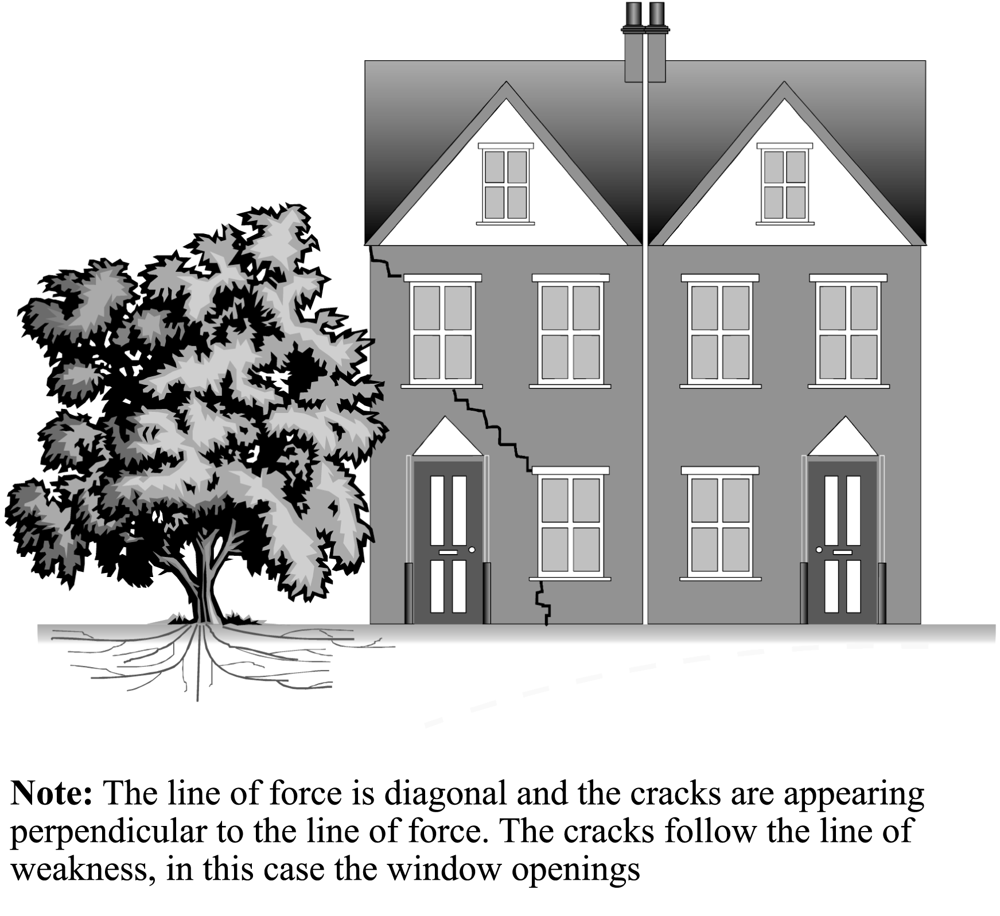 Note: The line of force is diagonal and the cracks are appearing
perpendicular to the line of force. The cracks follow the line of
weakness, in this case the window openings